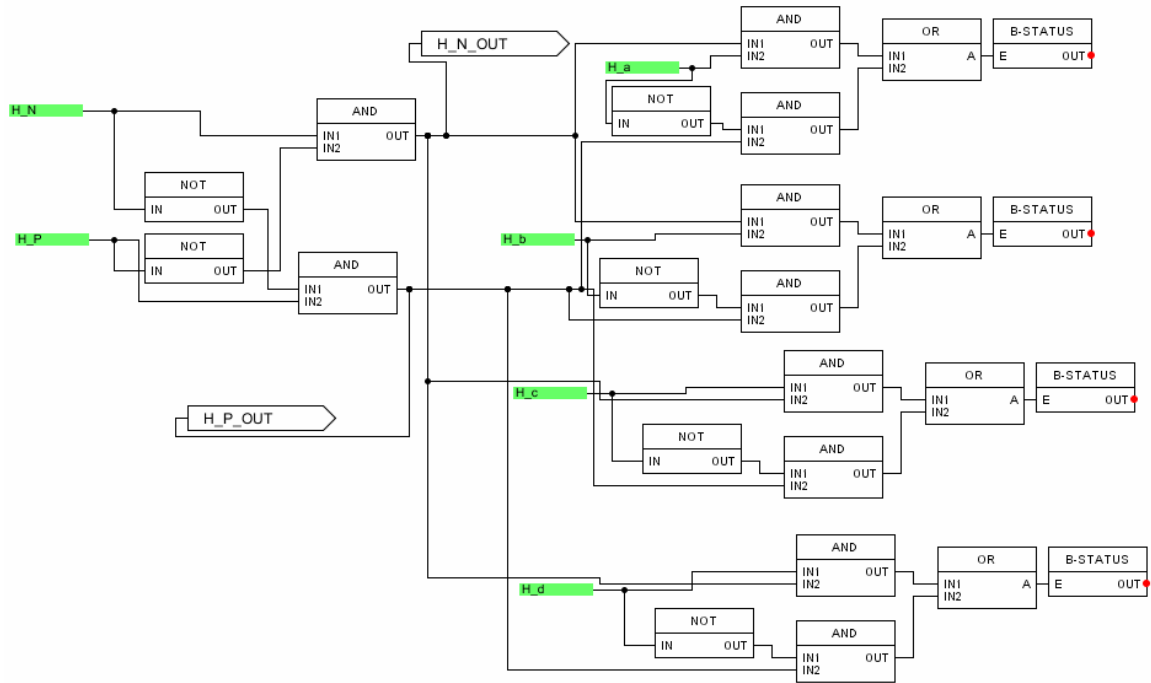 AND
OR
B-STATUS
H_N_OUT
IN1 OUT
IN2
IN1
IN2 A
E OUT
H_a
NOT
AND
H_N
AND
IN OUT
IN1 OUT
IN2
IN1 OUT
IN2
NOT
AND
OR
B-STATUS
IN OUT
IN1 OUT
IN2
IN1
IN2 A
E OUT
H_P
NOT
H_b
IN OUT
AND
NOT
AND
IN1 OUT
IN2
IN OUT
IN1 OUT
IN2
AND
OR
B-STATUS
H_c
IN1 OUT
IN2
IN1 A
IN2
E OUT
H_P_OUT
NOT
AND
IN OUT
IN1 OUT
IN2
AND
OR
B-STATUS
H_d
IN1 OUT
IN2
IN1 A
IN2
E OUT
NOT
AND
IN OUT
IN1 OUT
IN2